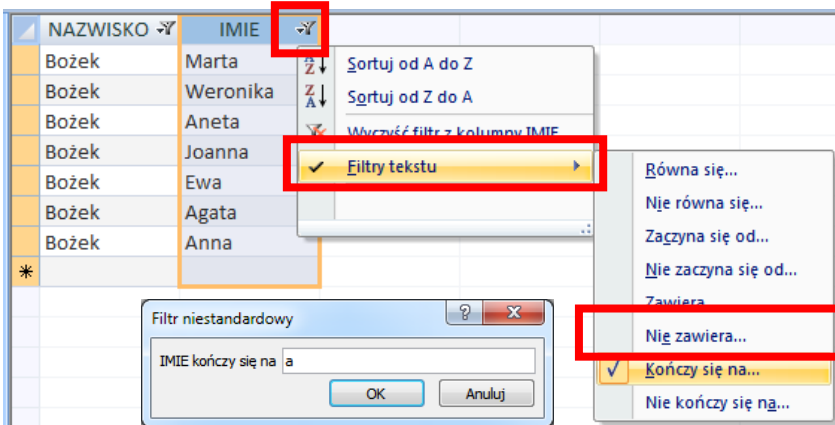 NAZWISKO IMIE
Bożek Marta
Bożek Weronika
Bożek Aneta
Bożek Joanna
Bożek Ewa
Bożek Agata
Bożek Anna
Sortuj od A do Z
Sortuj od Z do A
Wyczyść filtr z kolumny IMIE
Filtry tekstu
Równa się...
Nie równa się...
Zaczyna się od...
Nie zaczyna się od...
Zawiera...
Nie zawiera...
Kończy się na...
Nie kończy się na...
Filtr niestandardowy
IMIE kończy się na a
OK Anuluj